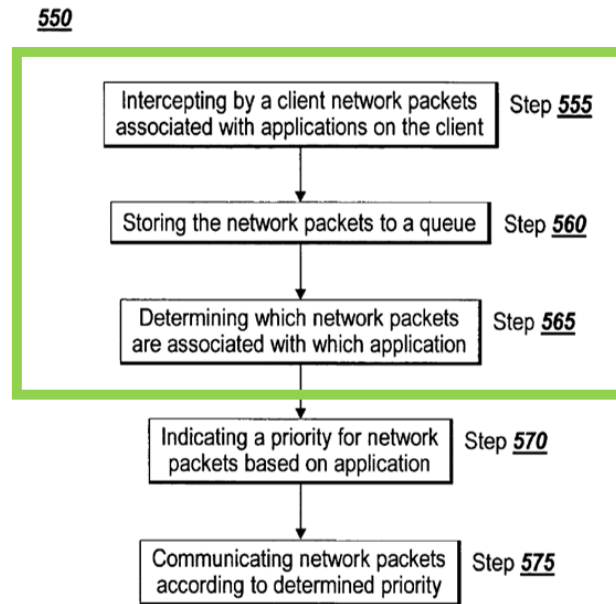 550
Intercepting by a client network packets
associated with applications on the client
Step 555
Storing the network packets to a queue
Step 560
Determining which network packets
are associated with which application
Step 565
Indicating a priority for network
packets based on application
Step 570
Communicating network packets
according to determined priority
Step 575